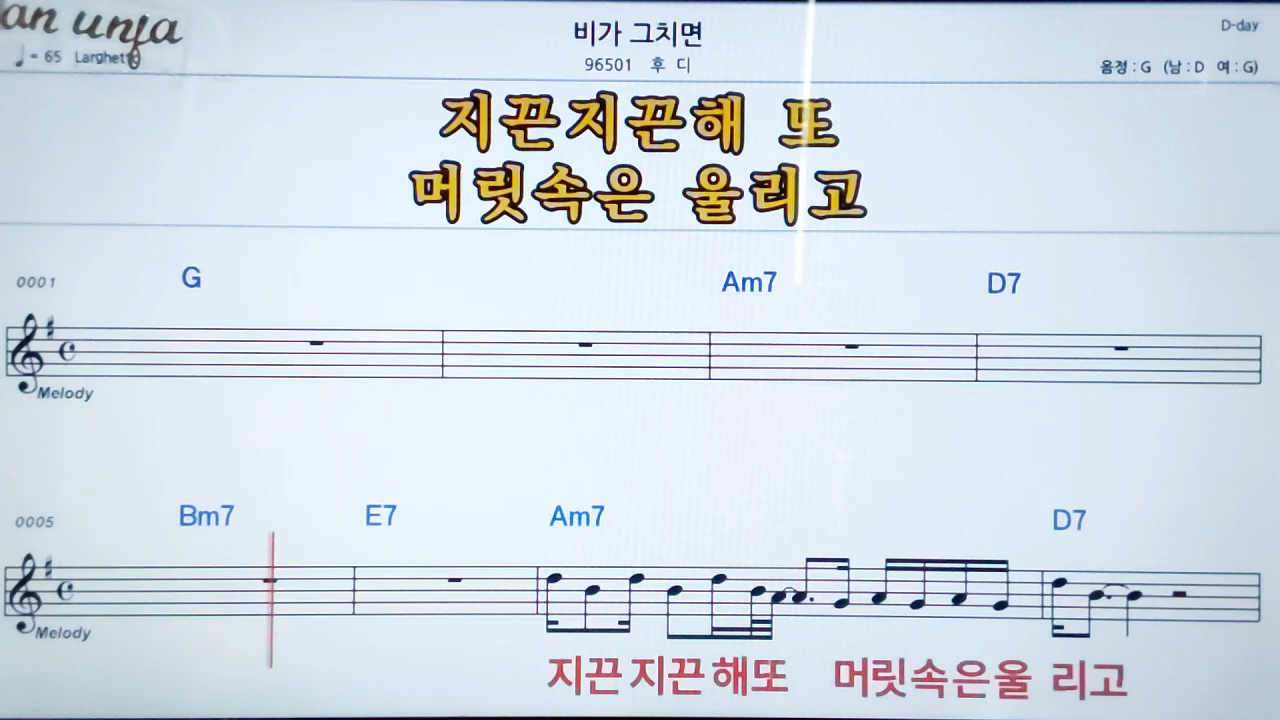 an unja
비가 그치면
D-day
♩= 65 Larghetto
96501 후 디
음정 : G (남 : D 여 : G)
지끈지끈해 또
머릿속은 울리고
0001 G Am7 D7
Melody
0005 Bm7 E7 Am7 D7
Melody
지끈 지끈 해또 머릿속은울 리고